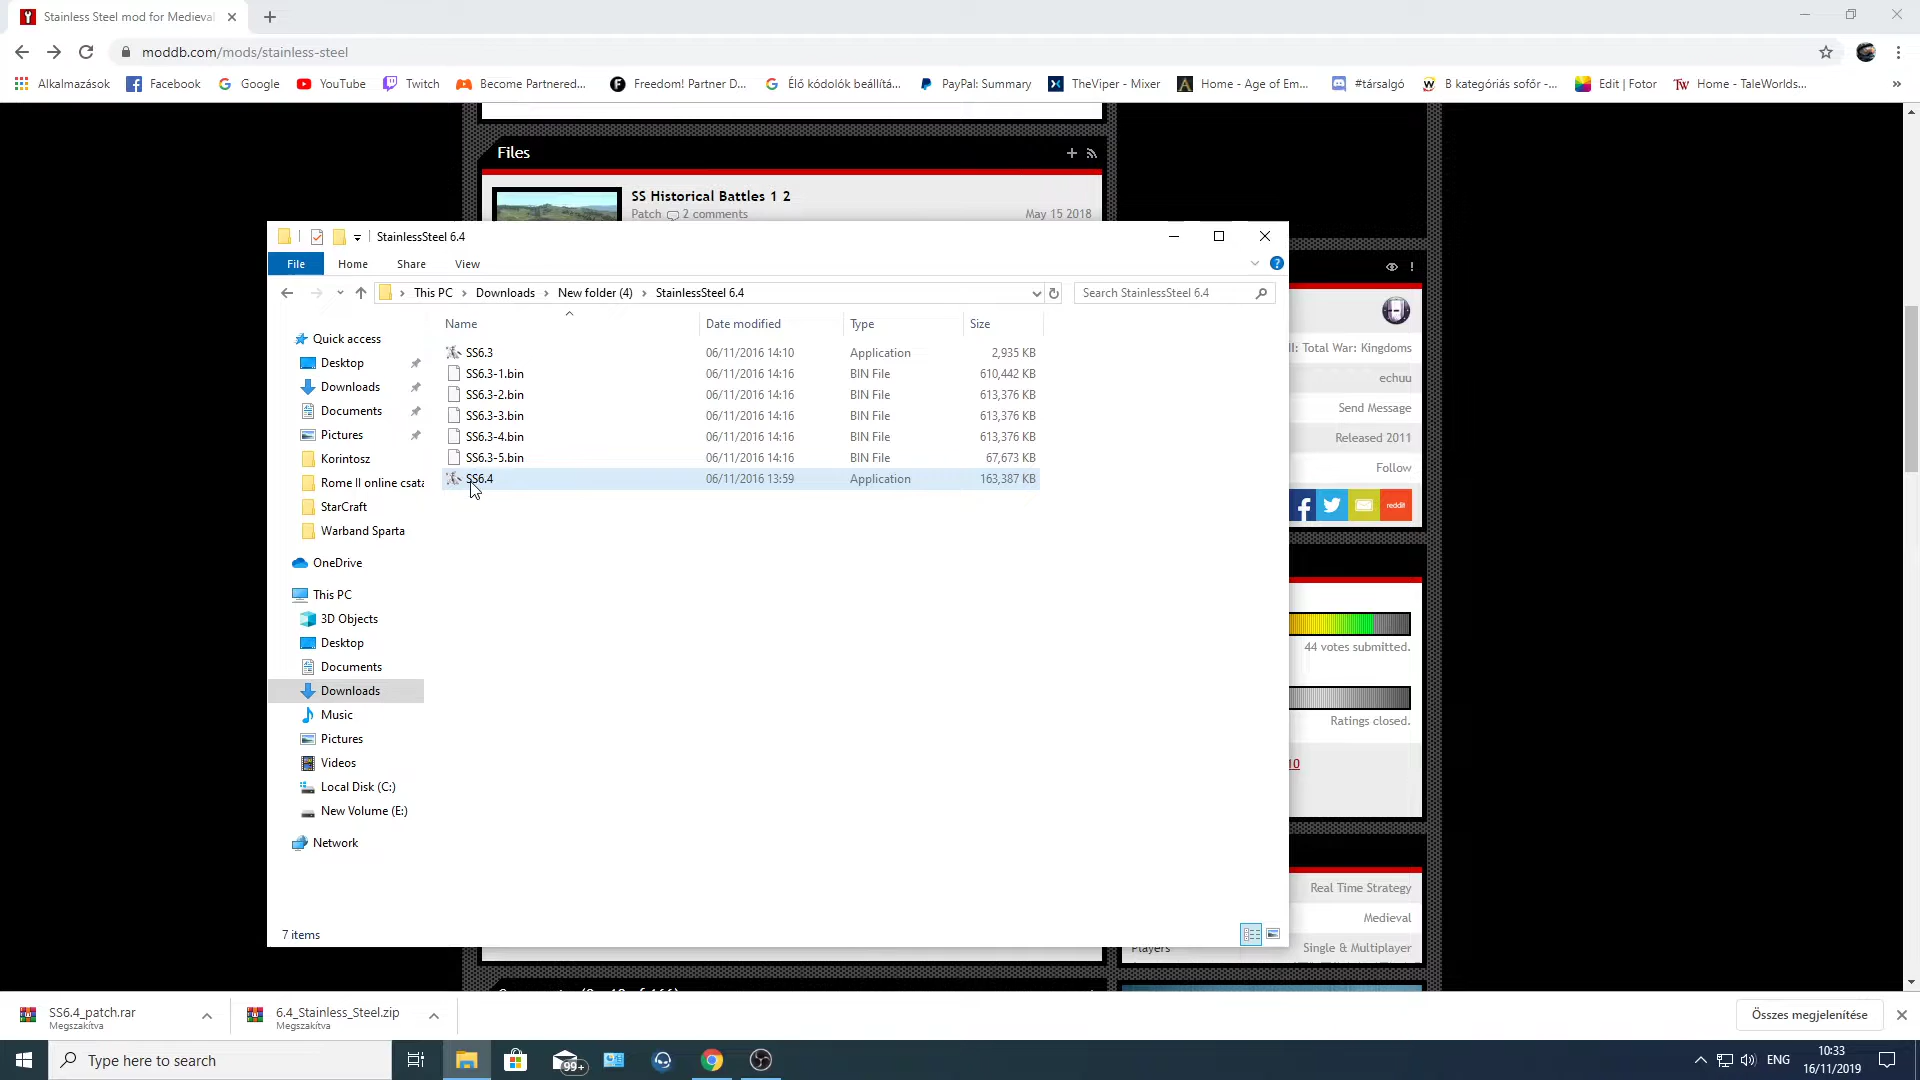 Stainless Steel mod for Medieval
moddb.com/mods/stainless-steel
Alkalmazások
Facebook
Google
YouTube
Twitch
Become Partnered...
Freedom! Partner D...
Élő kódolók beállítá...
PayPal: Summary
TheViper - Mixer
Home - Age of Em...
#társalgó
B kategóriás sofőr -...
Edit | Fotor
Home - TaleWorlds...
»
Files
SS Historical Battles 1 2
Patch 2 comments May 15 2018
StainlessSteel 6.4
File Home Share View
This PC > Downloads > New folder (4) > StainlessSteel 6.4
Search StainlessSteel 6.4
Name Date modified Type Size
SS6.3 06/11/2016 14:10 Application 2,935 KB
SS6.3-1.bin 06/11/2016 14:16 BIN File 610,442 KB
SS6.3-2.bin 06/11/2016 14:16 BIN File 613,376 KB
SS6.3-3.bin 06/11/2016 14:16 BIN File 613,376 KB
SS6.3-4.bin 06/11/2016 14:16 BIN File 613,376 KB
SS6.3-5.bin 06/11/2016 14:16 BIN File 67,673 KB
SS6.4 06/11/2016 13:59 Application 163,387 KB
Quick access
Desktop
Downloads
Documents
Pictures
Korintosz
Rome II online csata
StarCraft
Warband Sparta
OneDrive
This PC
3D Objects
Desktop
Documents
Downloads
Music
Pictures
Videos
Local Disk (C:)
New Volume (E:)
Network
7 items
II: Total War: Kingdoms
echuu
Send Message
Released 2011
Follow
reddit
44 votes submitted.
Ratings closed.
10
Real Time Strategy
Medieval
Players Single & Multiplayer
SS6.4_patch.rar
Megszakítva
6.4_Stainless_Steel.zip
Megszakítva
Összes megjelenítése
Type here to search
99+
ENG
10:33
16/11/2019